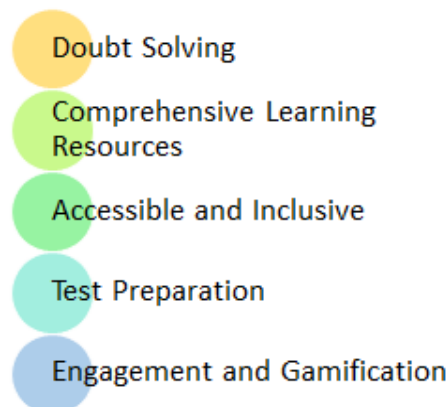 Doubt Solving
Comprehensive Learning
Resources
Accessible and Inclusive
Test Preparation
Engagement and Gamification